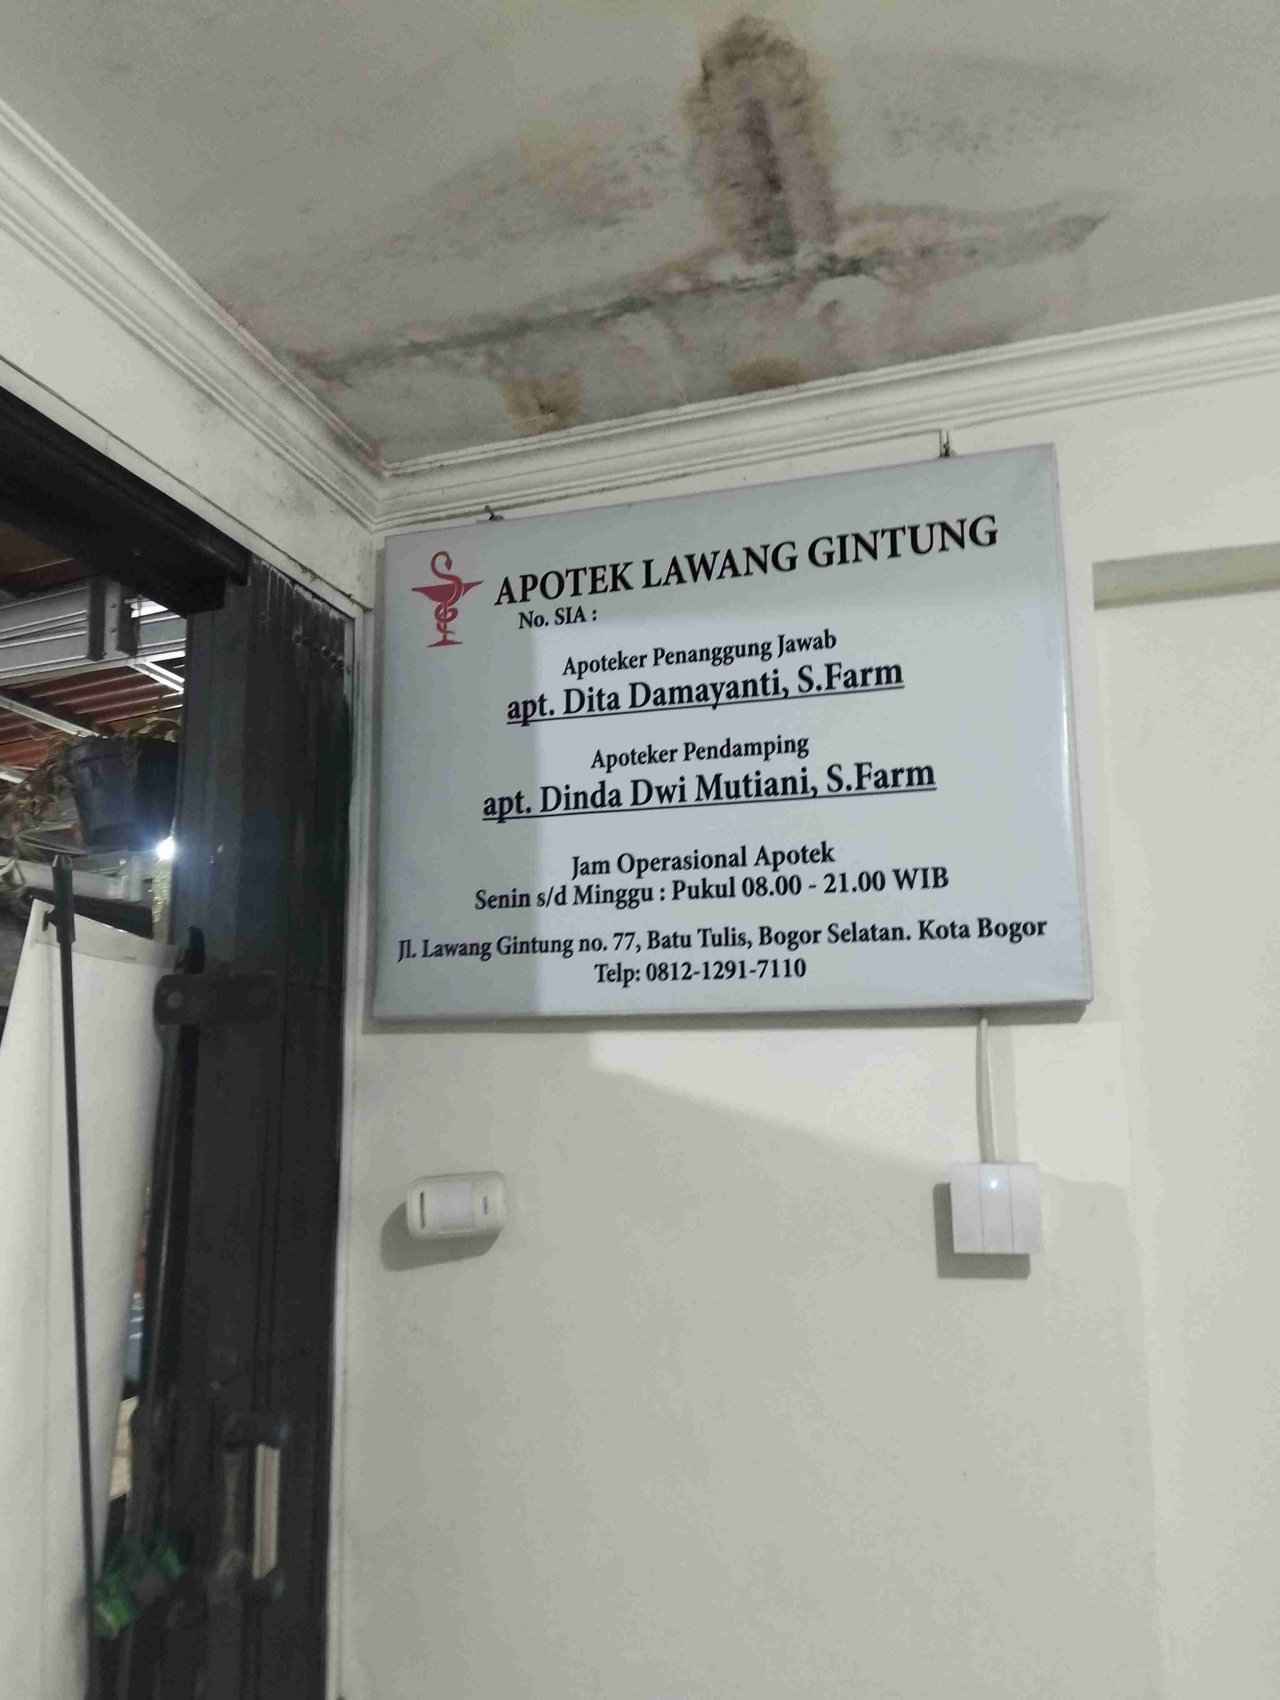 APOTEK LAWANG GINTUNG
No. SIA :
Apoteker Penanggung Jawab
apt. Dita Damayanti, S.Farm
Apoteker Pendamping
apt. Dinda Dwi Mutiani, S.Farm
Jam Operasional Apotek
Senin s/d Minggu : Pukul 08.00 - 21.00 WIB
Jl. Lawang Gintung no. 77, Batu Tulis, Bogor Selatan. Kota Bogor
Telp: 0812-1291-7110